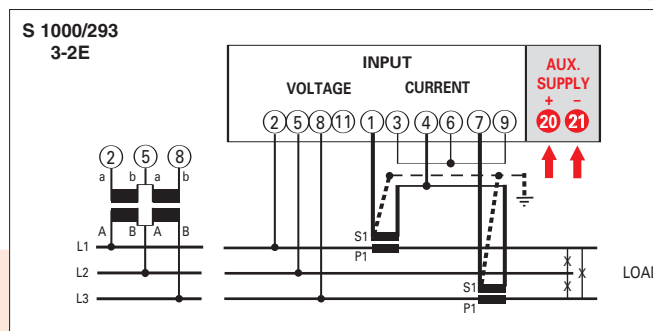 S 1000/293
3-2E
INPUT
VOLTAGE CURRENT
AUX.
SUPPLY
+ −
2 5 8 11 1 3 4 6 7 9 20 21
2 5 8
a b a b
A B A B
S1
P1
L1
L2
L3
S1
P1
X
X
X
LOAD